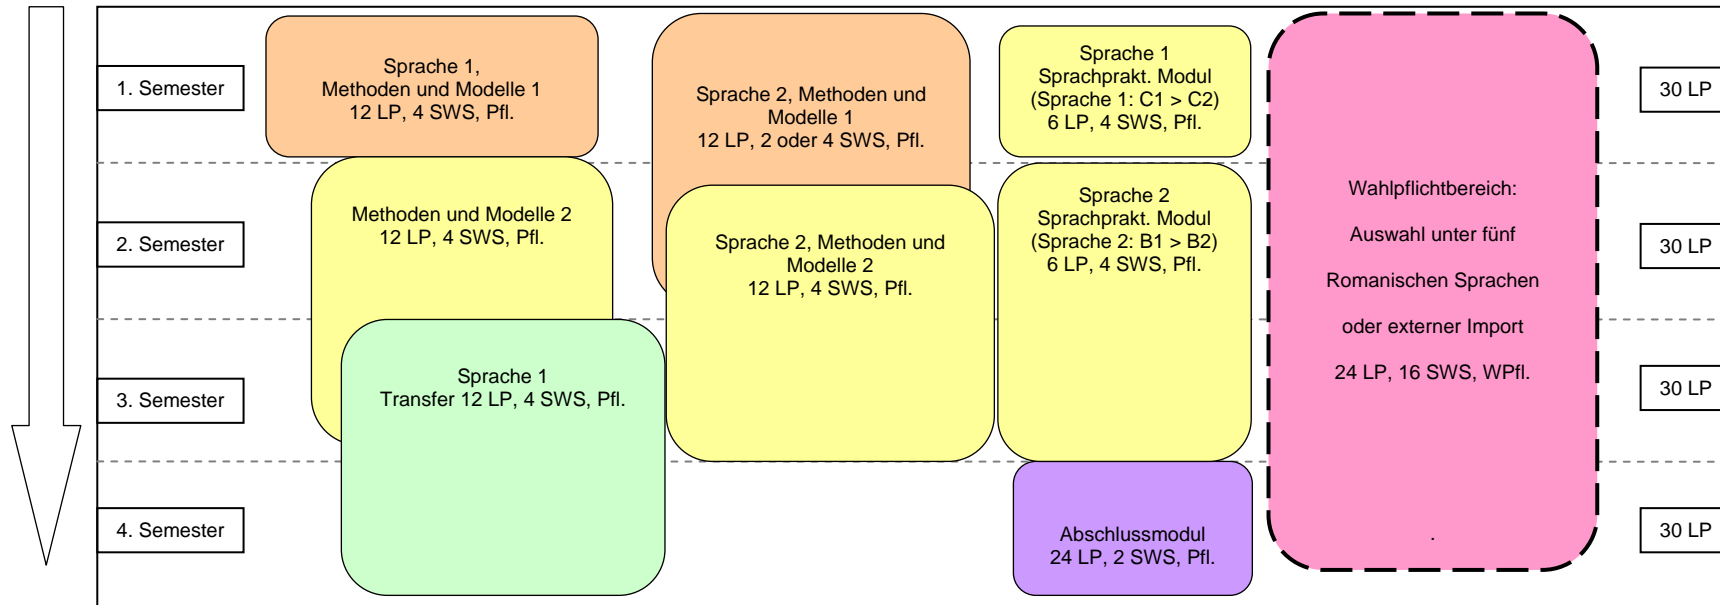 1. Semester
Sprache 1,
Methoden und Modelle 1
12 LP, 4 SWS, Pfl.
Sprache 2, Methoden und
Modelle 1
12 LP, 2 oder 4 SWS, Pfl.
Sprache 1
Sprachprakt. Modul
(Sprache 1: C1 > C2)
6 LP, 4 SWS, Pfl.
30 LP
2. Semester
Methoden und Modelle 2
12 LP, 4 SWS, Pfl.
Sprache 2, Methoden und
Modelle 2
12 LP, 4 SWS, Pfl.
Sprache 2
Sprachprakt. Modul
(Sprache 2: B1 > B2)
6 LP, 4 SWS, Pfl.
Wahlpflichtbereich:
Auswahl unter fünf
Romanischen Sprachen
oder externer Import
24 LP, 16 SWS, WPfl.
.
30 LP
3. Semester
Sprache 1
Transfer 12 LP, 4 SWS, Pfl.
30 LP
4. Semester
Abschlussmodul
24 LP, 2 SWS, Pfl.
30 LP